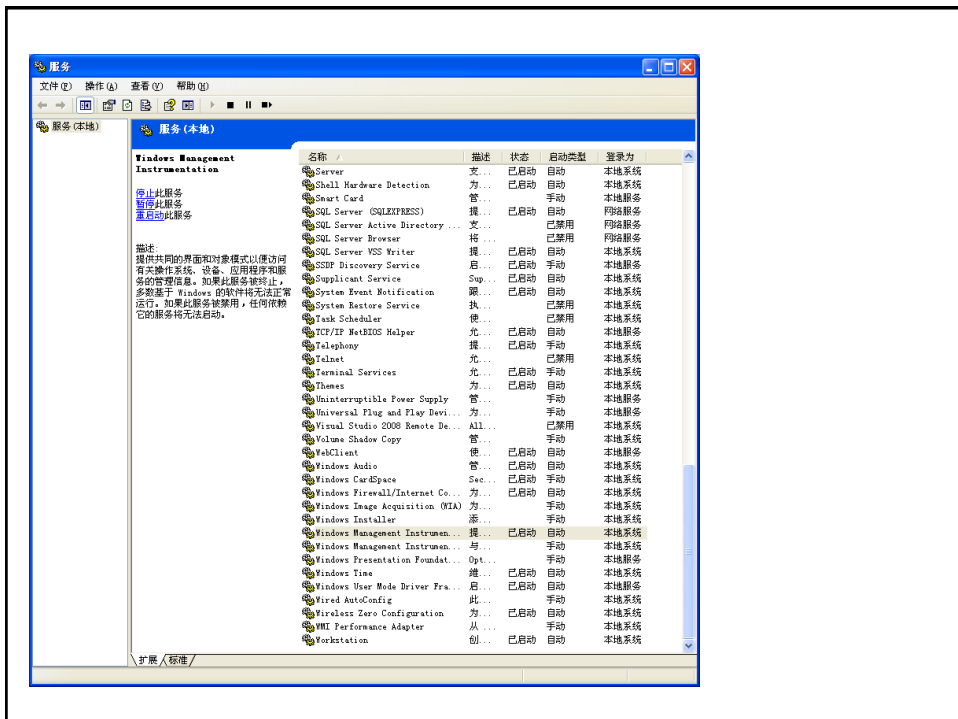 服务
文件(F) 操作(A) 查看(V) 帮助(H)
服务(本地)
服务(本地)
Windows Management
Instrumentation
停止此服务
暂停此服务
重启动此服务
描述:
提供共同的界面和对象模式以便访问
有关操作系统、设备、应用程序和服
务的管理信息。如果此服务被终止，
多数基于 Windows 的软件将无法正常
运行。如果此服务被禁用，任何依赖
它的服务将无法启动。
名称 描述 状态 启动类型 登录为
Server 支... 已启动 自动 本地系统
Shell Hardware Detection 为... 已启动 自动 本地系统
Smart Card 管... 手动 本地服务
SQL Server (SQLEXPRESS) 提... 已启动 自动 网络服务
SQL Server Active Directory ... 支... 已禁用 网络服务
SQL Server Browser 将 ... 已禁用 网络服务
SQL Server VSS Writer 提... 已启动 自动 本地系统
SSDP Discovery Service 启... 已启动 手动 本地服务
Supplicant Service Sup... 已启动 自动 本地系统
System Event Notification 跟... 已启动 自动 本地系统
System Restore Service 执... 已禁用 本地系统
Task Scheduler 使... 已禁用 本地系统
TCP/IP NetBIOS Helper 允... 已启动 自动 本地服务
Telephony 提... 已启动 手动 本地系统
Telnet 允... 已禁用 本地系统
Terminal Services 允... 已启动 手动 本地系统
Themes 为... 已启动 自动 本地系统
Uninterruptible Power Supply 管... 手动 本地服务
Universal Plug and Play Devi... 为... 手动 本地服务
Visual Studio 2008 Remote De... All... 已禁用 本地服务
Volume Shadow Copy 管... 手动 本地系统
WebClient 使... 已启动 自动 本地服务
Windows Audio 管... 已启动 自动 本地系统
Windows CardSpace Sec... 已启动 手动 本地系统
Windows Firewall/Internet Co... 为... 已启动 自动 本地系统
Windows Image Acquisition (WIA) 为... 手动 本地系统
Windows Installer 添... 手动 本地系统
Windows Management Instrumen... 提... 已启动 自动 本地系统
Windows Management Instrumen... 与... 手动 本地系统
Windows Presentation Foundat... Opt... 手动 本地服务
Windows Time 维... 已启动 自动 本地系统
Windows User Mode Driver Fra... 启... 已启动 自动 本地服务
Wired AutoConfig 此... 手动 本地系统
Wireless Zero Configuration 为... 已启动 自动 本地系统
WMI Performance Adapter 从 ... 手动 本地系统
Workstation 创... 已启动 自动 本地系统
扩展 标准